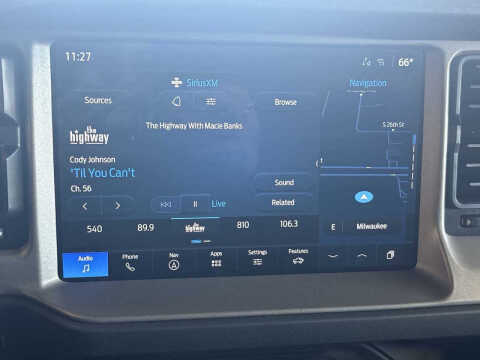 11:27
66°
SiriusXM
Navigation
Sources
Browse
S 26th St
the
highway
The Highway With Macie Banks
Cody Johnson
'Til You Can't
Ch. 56
Sound
Live
Related
540
89.9
the
highway
810
106.3
E
Milwaukee
Audio
Phone
Nav
Apps
Settings
Features